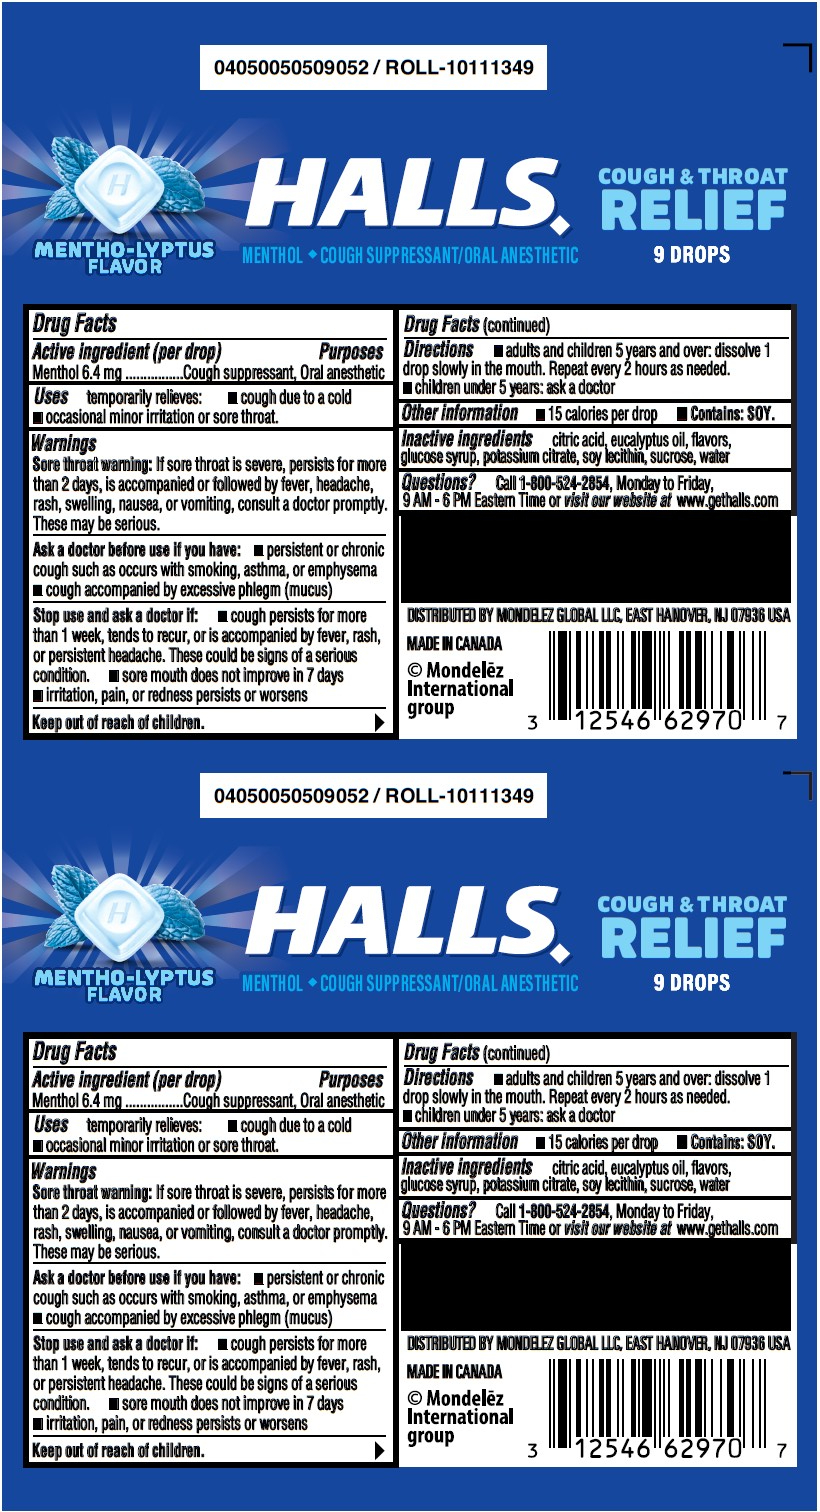 04050050509052 / ROLL-10111349
H
MENTHO-LYPTUS
FLAVOR
HALLS
MENTHOL ◆ COUGH SUPPRESSANT/ORAL ANESTHETIC
COUGH & THROAT
RELIEF
9 DROPS
Drug Facts
Active ingredient (per drop) Purposes
Menthol 6.4 mg ................Cough suppressant, Oral anesthetic
Uses temporarily relieves: ■ cough due to a cold
■ occasional minor irritation or sore throat.
Warnings
Sore throat warning: If sore throat is severe, persists for more
than 2 days, is accompanied or followed by fever, headache,
rash, swelling, nausea, or vomiting, consult a doctor promptly.
These may be serious.
Ask a doctor before use if you have: ■ persistent or chronic
cough such as occurs with smoking, asthma, or emphysema
■ cough accompanied by excessive phlegm (mucus)
Stop use and ask a doctor if: ■ cough persists for more
than 1 week, tends to recur, or is accompanied by fever, rash,
or persistent headache. These could be signs of a serious
condition. ■ sore mouth does not improve in 7 days
■ irritation, pain, or redness persists or worsens
Keep out of reach of children.
Drug Facts (continued)
Directions ■ adults and children 5 years and over: dissolve 1
drop slowly in the mouth. Repeat every 2 hours as needed.
■ children under 5 years: ask a doctor
Other information ■ 15 calories per drop ■ Contains: SOY.
Inactive ingredients citric acid, eucalyptus oil, flavors,
glucose syrup, potassium citrate, soy lecithin, sucrose, water
Questions? Call 1-800-524-2854, Monday to Friday,
9 AM - 6 PM Eastern Time or visit our website at www.gethalls.com
DISTRIBUTED BY MONDELEZ GLOBAL LLC, EAST HANOVER, NJ 07936 USA
MADE IN CANADA
© Mondelēz
International
group
3 12546 62970 7
04050050509052 / ROLL-10111349
H
MENTHO-LYPTUS
FLAVOR
HALLS
MENTHOL ◆ COUGH SUPPRESSANT/ORAL ANESTHETIC
COUGH & THROAT
RELIEF
9 DROPS
Drug Facts
Active ingredient (per drop) Purposes
Menthol 6.4 mg ................Cough suppressant, Oral anesthetic
Uses temporarily relieves: ■ cough due to a cold
■ occasional minor irritation or sore throat.
Warnings
Sore throat warning: If sore throat is severe, persists for more
than 2 days, is accompanied or followed by fever, headache,
rash, swelling, nausea, or vomiting, consult a doctor promptly.
These may be serious.
Ask a doctor before use if you have: ■ persistent or chronic
cough such as occurs with smoking, asthma, or emphysema
■ cough accompanied by excessive phlegm (mucus)
Stop use and ask a doctor if: ■ cough persists for more
than 1 week, tends to recur, or is accompanied by fever, rash,
or persistent headache. These could be signs of a serious
condition. ■ sore mouth does not improve in 7 days
■ irritation, pain, or redness persists or worsens
Keep out of reach of children.
Drug Facts (continued)
Directions ■ adults and children 5 years and over: dissolve 1
drop slowly in the mouth. Repeat every 2 hours as needed.
■ children under 5 years: ask a doctor
Other information ■ 15 calories per drop ■ Contains: SOY.
Inactive ingredients citric acid, eucalyptus oil, flavors,
glucose syrup, potassium citrate, soy lecithin, sucrose, water
Questions? Call 1-800-524-2854, Monday to Friday,
9 AM - 6 PM Eastern Time or visit our website at www.gethalls.com
DISTRIBUTED BY MONDELEZ GLOBAL LLC, EAST HANOVER, NJ 07936 USA
MADE IN CANADA
© Mondelēz
International
group
3 12546 62970 7